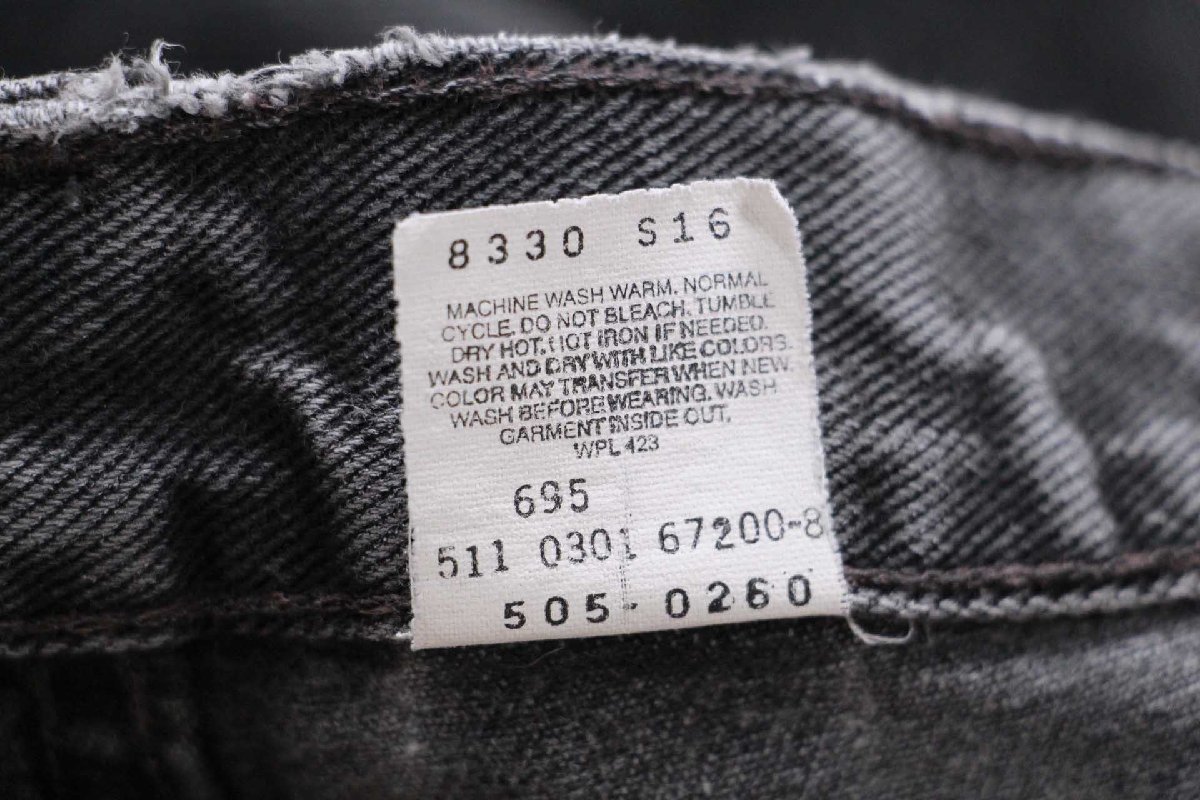 8330 S16
MACHINE WASH WARM. NORMAL
CYCLE. DO NOT BLEACH. TUMBLE
DRY HOT. HOT IRON IF NEEDED.
WASH AND DRY WITH LIKE COLORS.
COLOR MAY TRANSFER WHEN NEW.
WASH BEFORE WEARING. WASH
GARMENT INSIDE OUT.
WPL 423
695
511 0301 67200-8
505-0260